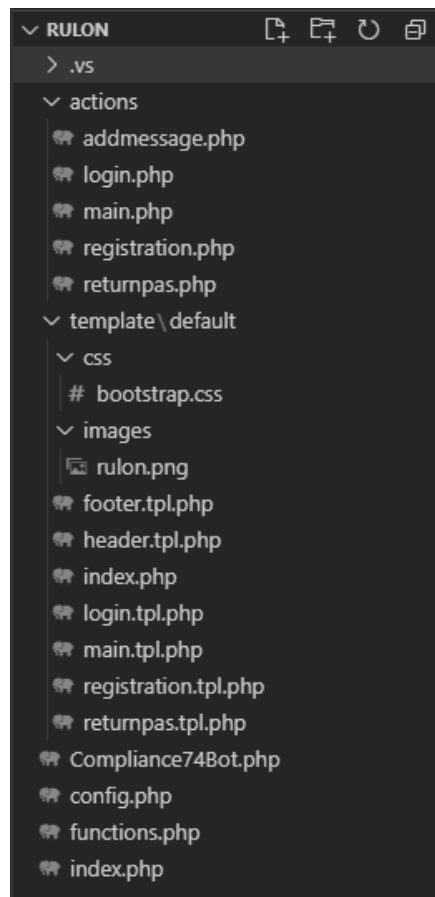 RULON
.vs
actions
addmessage.php
login.php
main.php
registration.php
returnpas.php
template\default
css
# bootstrap.css
images
rulon.png
footer.tpl.php
header.tpl.php
index.php
login.tpl.php
main.tpl.php
registration.tpl.php
returnpas.tpl.php
Compliance74Bot.php
config.php
functions.php
index.php